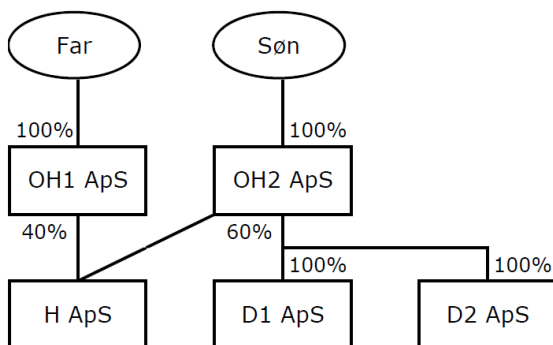 Far
Søn
100%
100%
OH1 ApS
OH2 ApS
40%
60%
100%
100%
H ApS
D1 ApS
D2 ApS